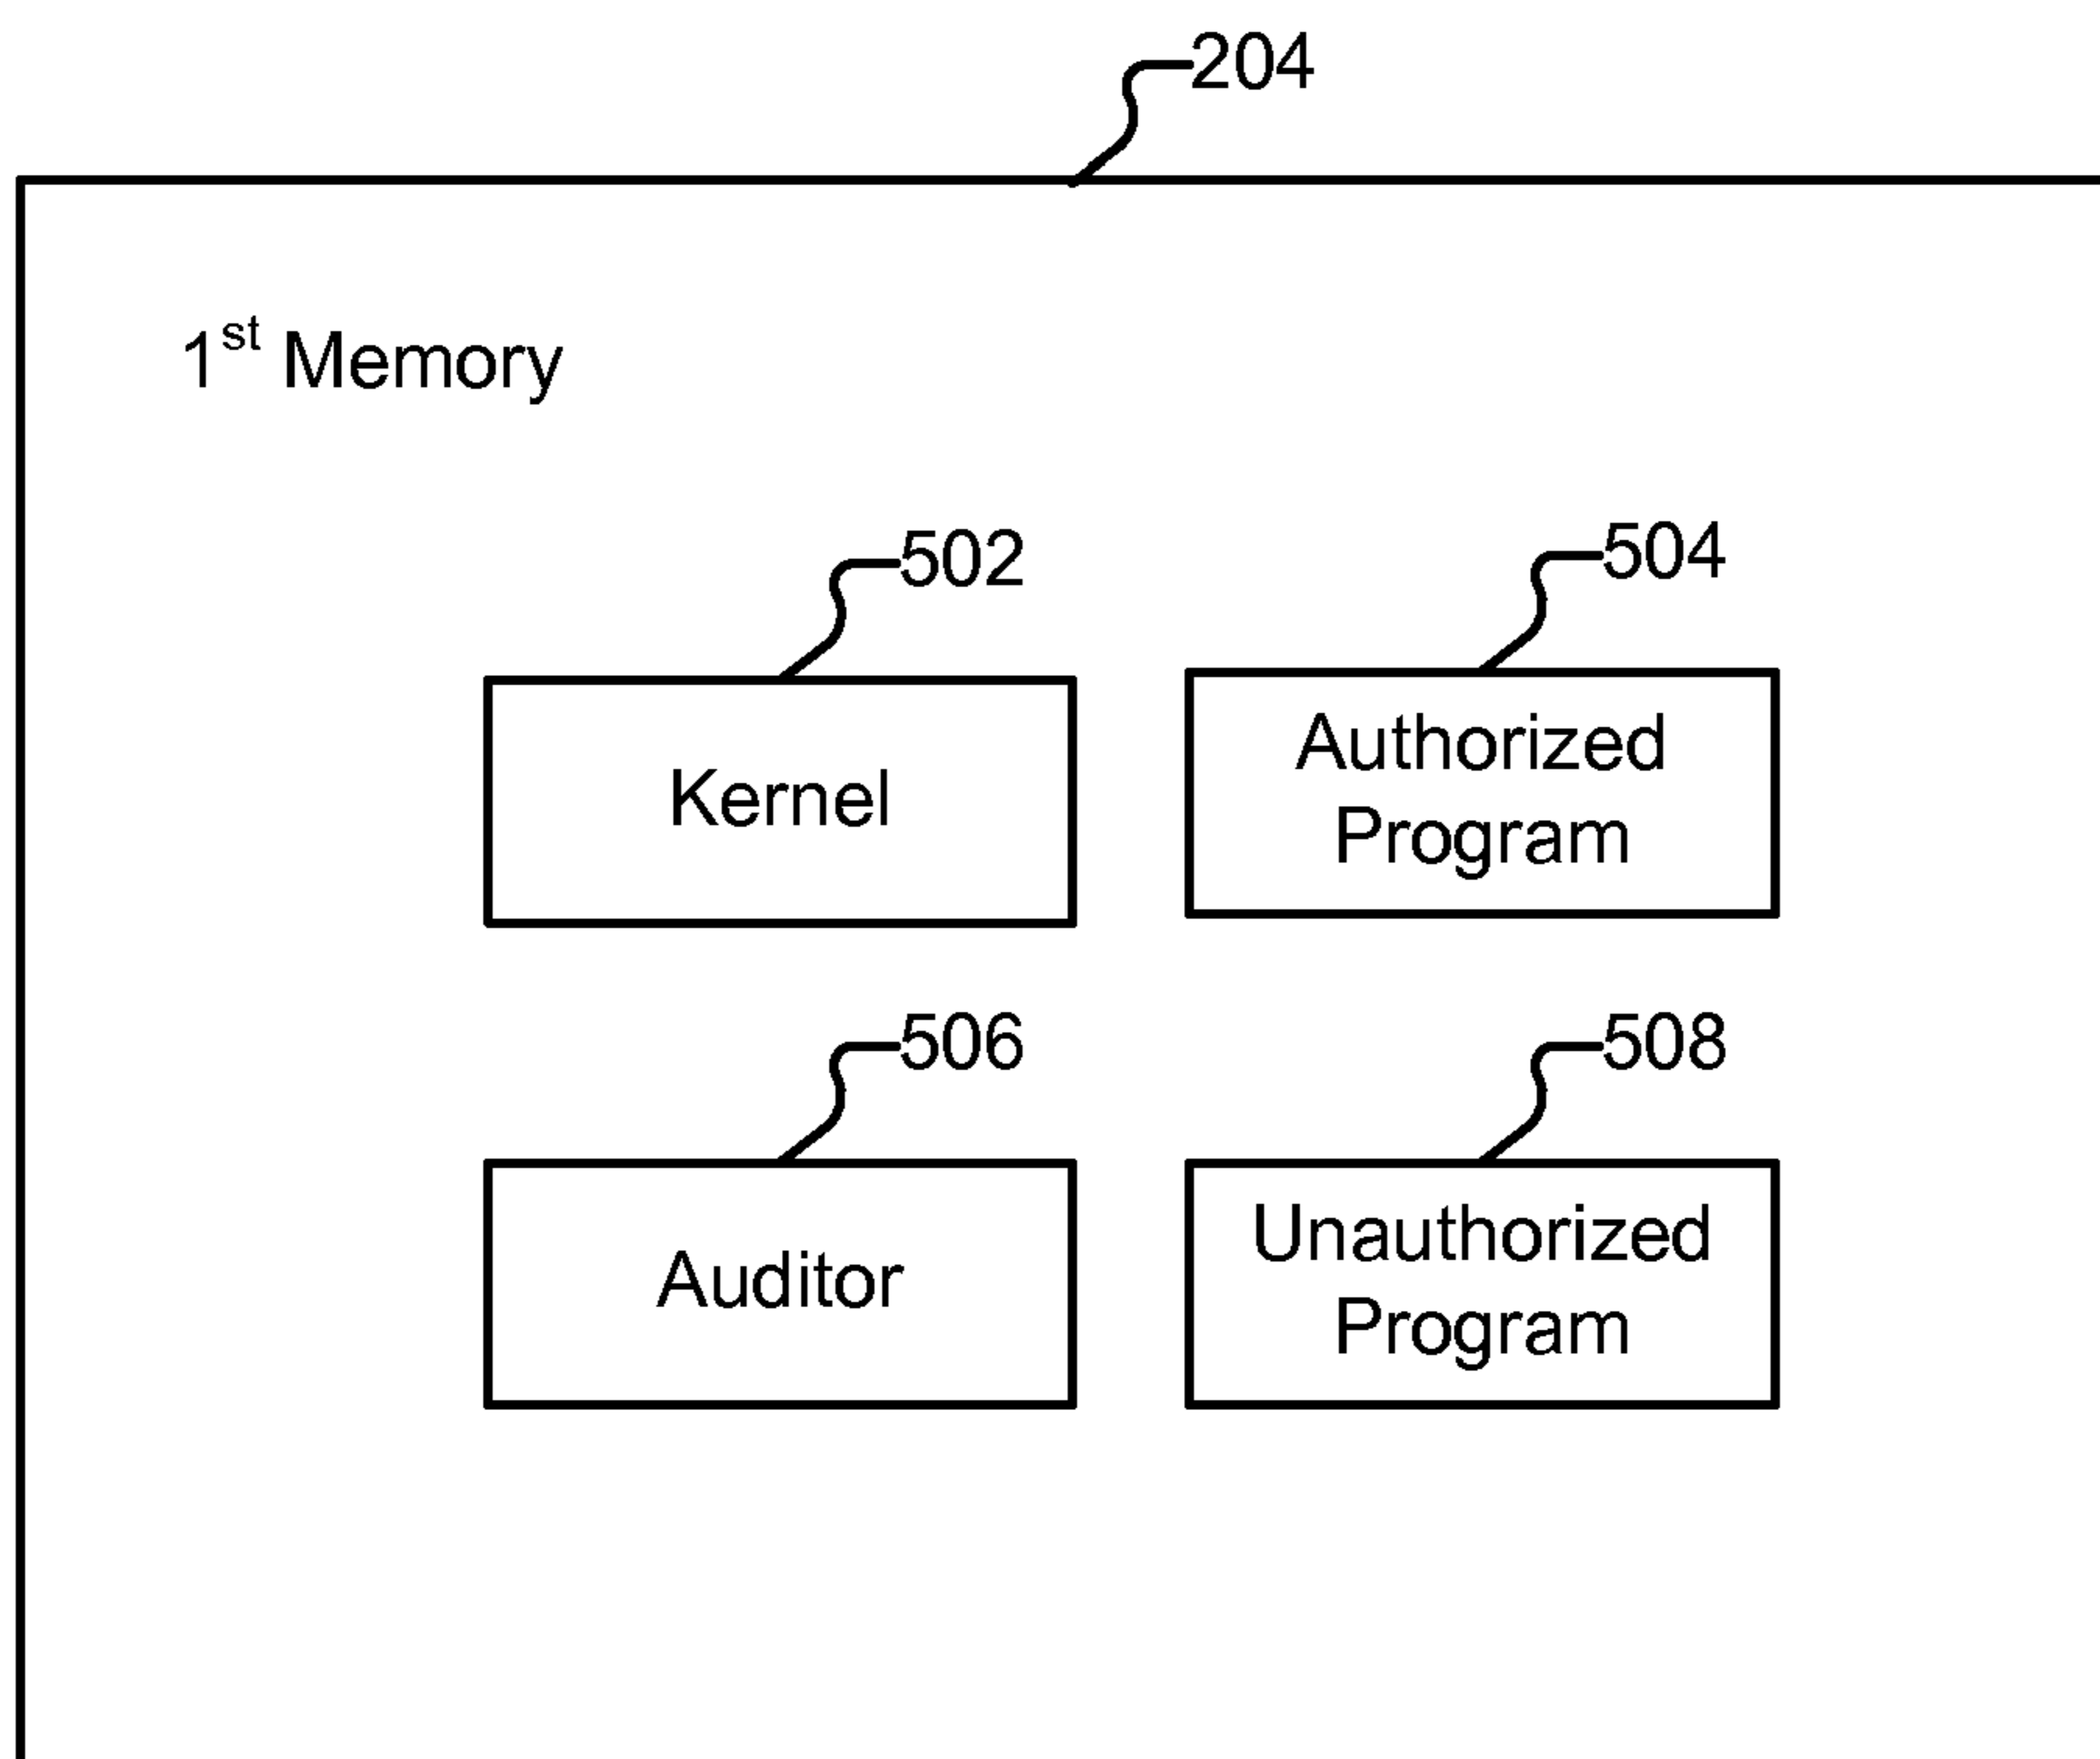 204
1st Memory
502
504
Kernel
Authorized
Program
506
508
Auditor
Unauthorized
Program